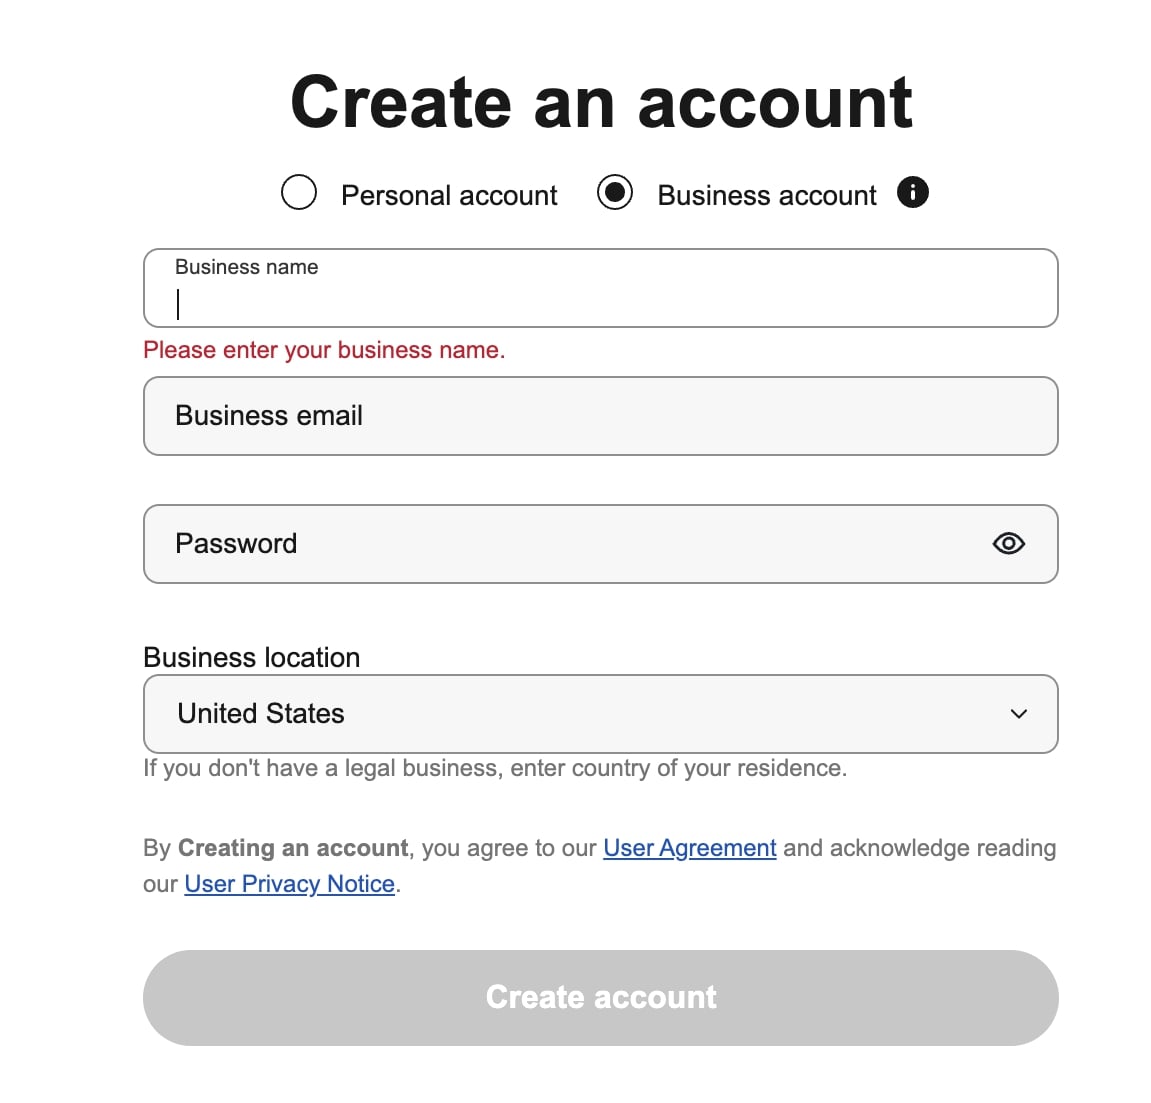 Create an account
Personal account Business account
Business name
Please enter your business name.
Business email
Password
Business location
United States
If you don't have a legal business, enter country of your residence.
By Creating an account, you agree to our User Agreement and acknowledge reading
our User Privacy Notice.
Create account